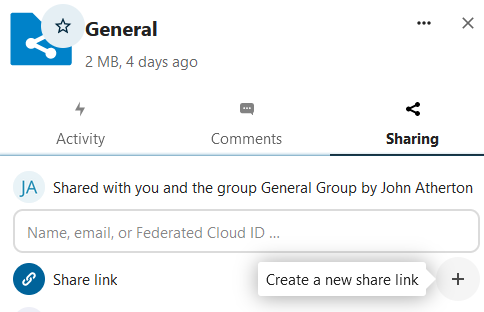 General
2 MB, 4 days ago
Activity
Comments
Sharing
JA
Shared with you and the group General Group by John Atherton
Name, email, or Federated Cloud ID ...
Share link
Create a new share link